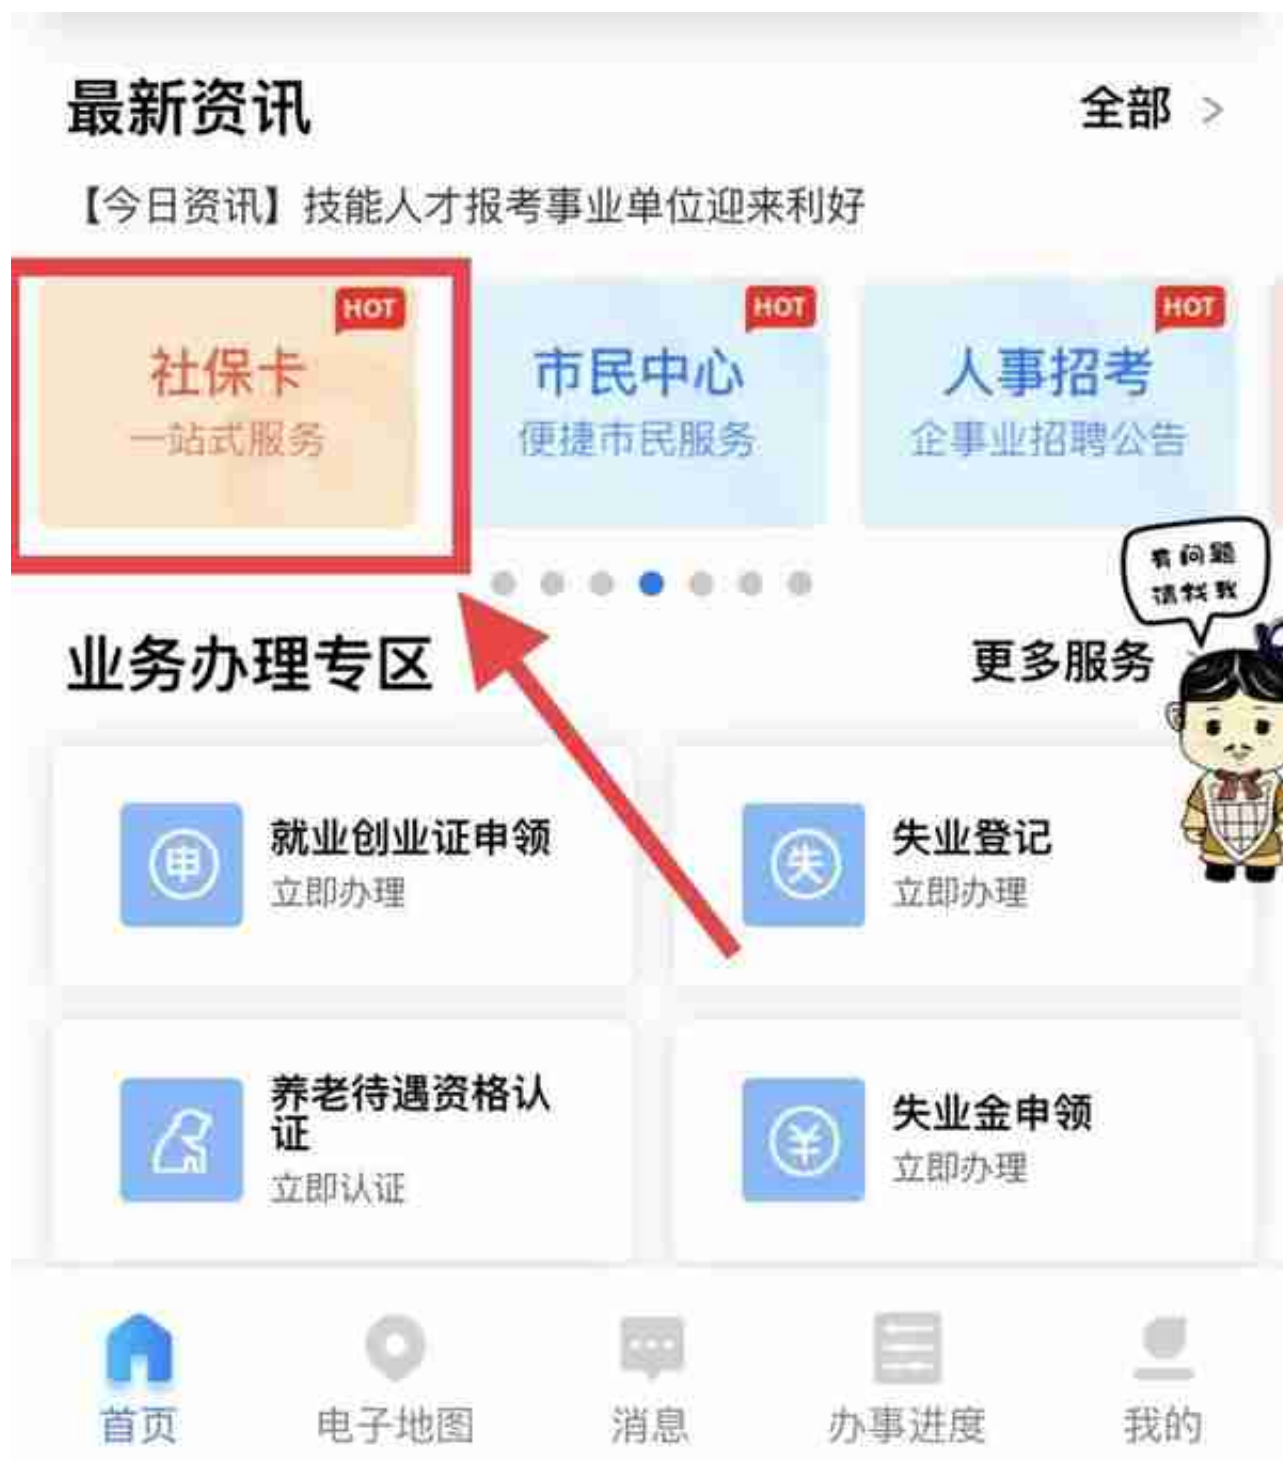 最新资讯
全部 >
【今日资讯】技能人才报考事业单位迎来利好
HOT
社保卡
一站式服务
HOT
市民中心
便捷市民服务
HOT
人事招考
企事业招聘公告
有问题
请找我
业务办理专区
更多服务
申
就业创业证申领
立即办理
失
失业登记
立即办理
养老待遇资格认
证
立即认证
¥
失业金申领
立即办理
首页
电子地图
消息
办事进度
我的